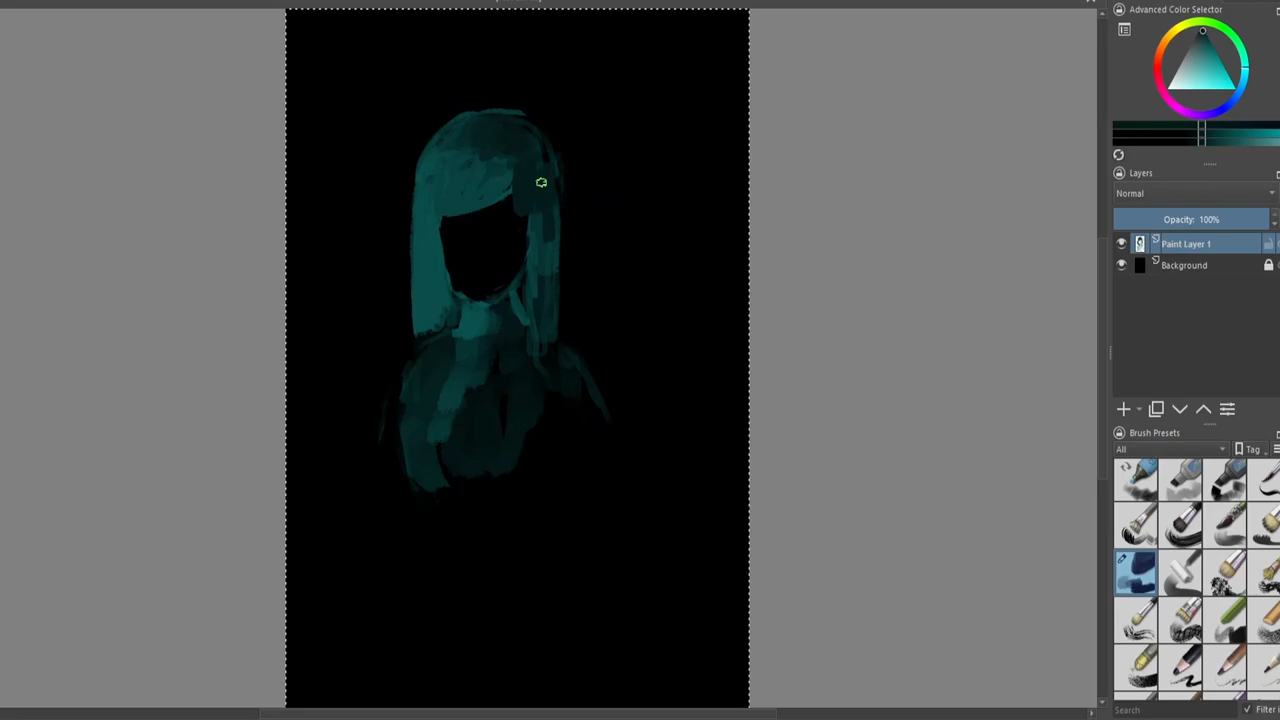 Advanced Color Selector
Layers
Normal
Opacity: 100%
Paint Layer 1
Background
Brush Presets
All
Tag
Search
Filter